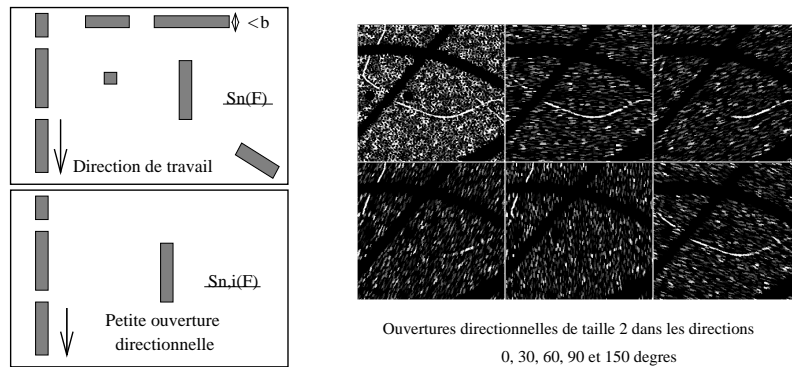 <b
Sn(F)
Direction de travail
Sn,i(F)
Petite ouverture
directionnelle
Ouvertures directionnelles de taille 2 dans les directions
0, 30, 60, 90 et 150 degres